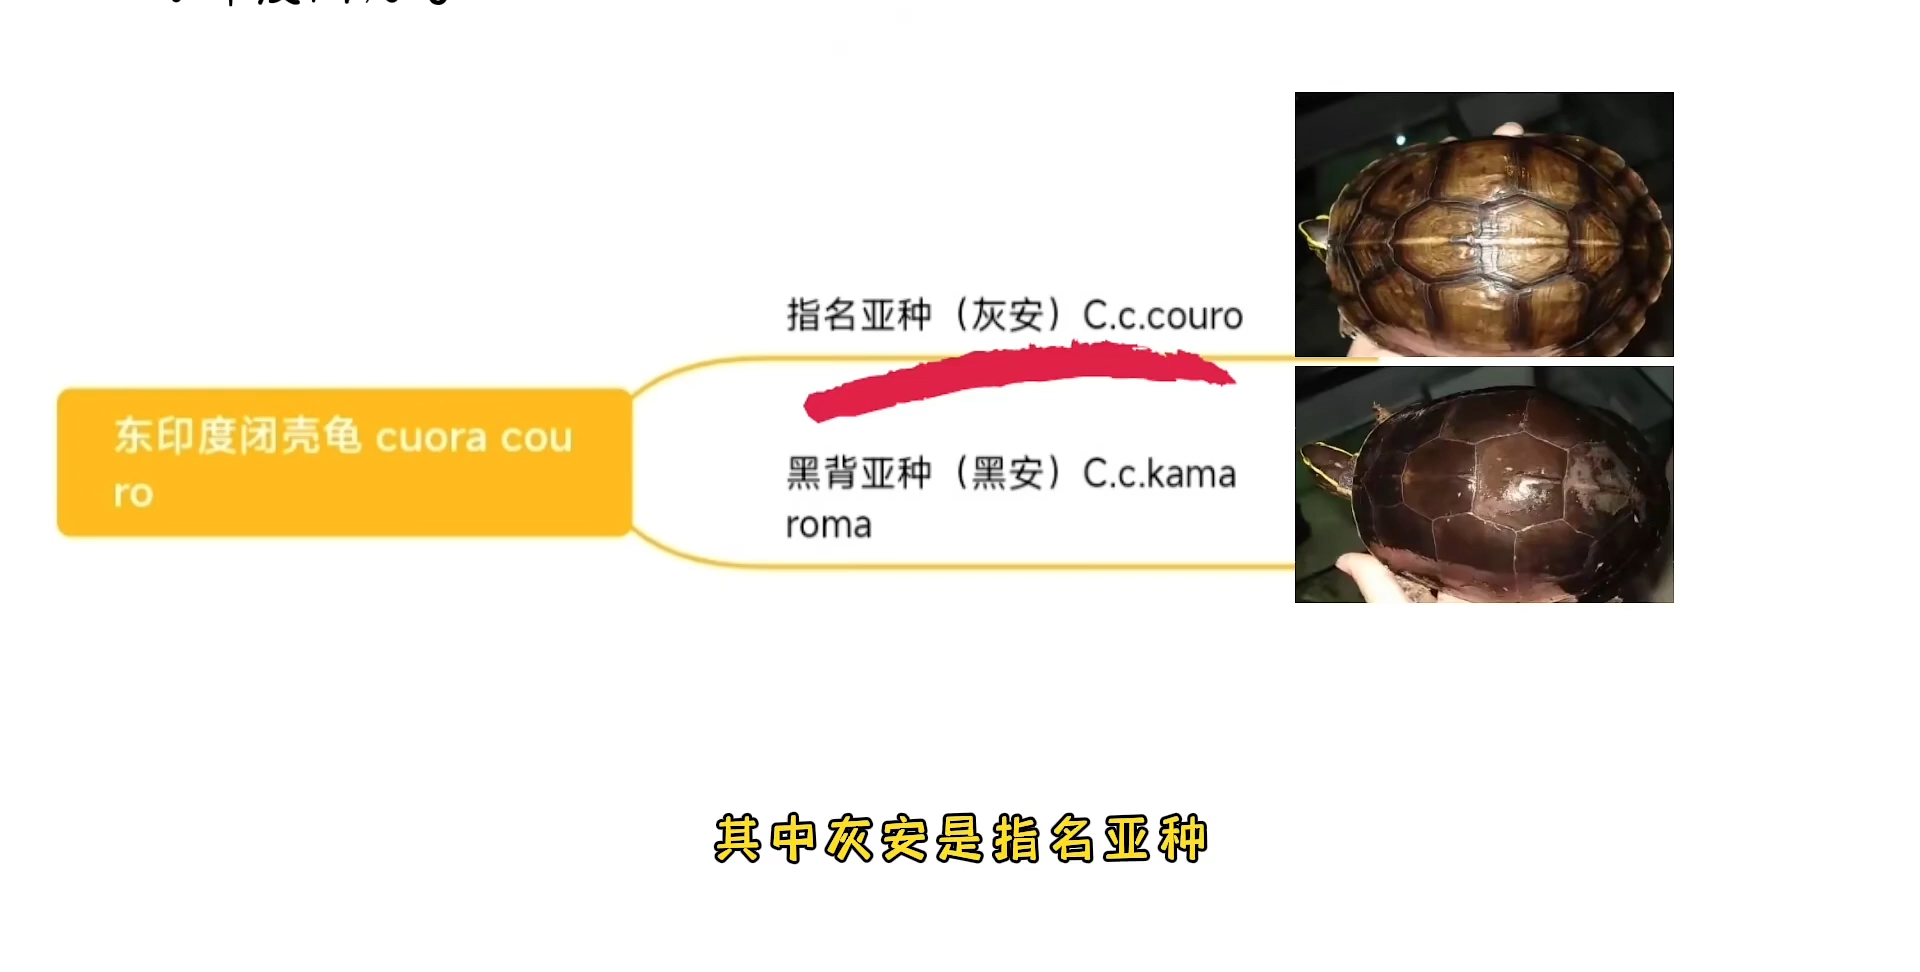 指名亚种（灰安）C.c.couro
东印度闭壳龟 cuora cou
ro
黑背亚种（黑安）C.c.kama
roma
其中灰安是指名亚种